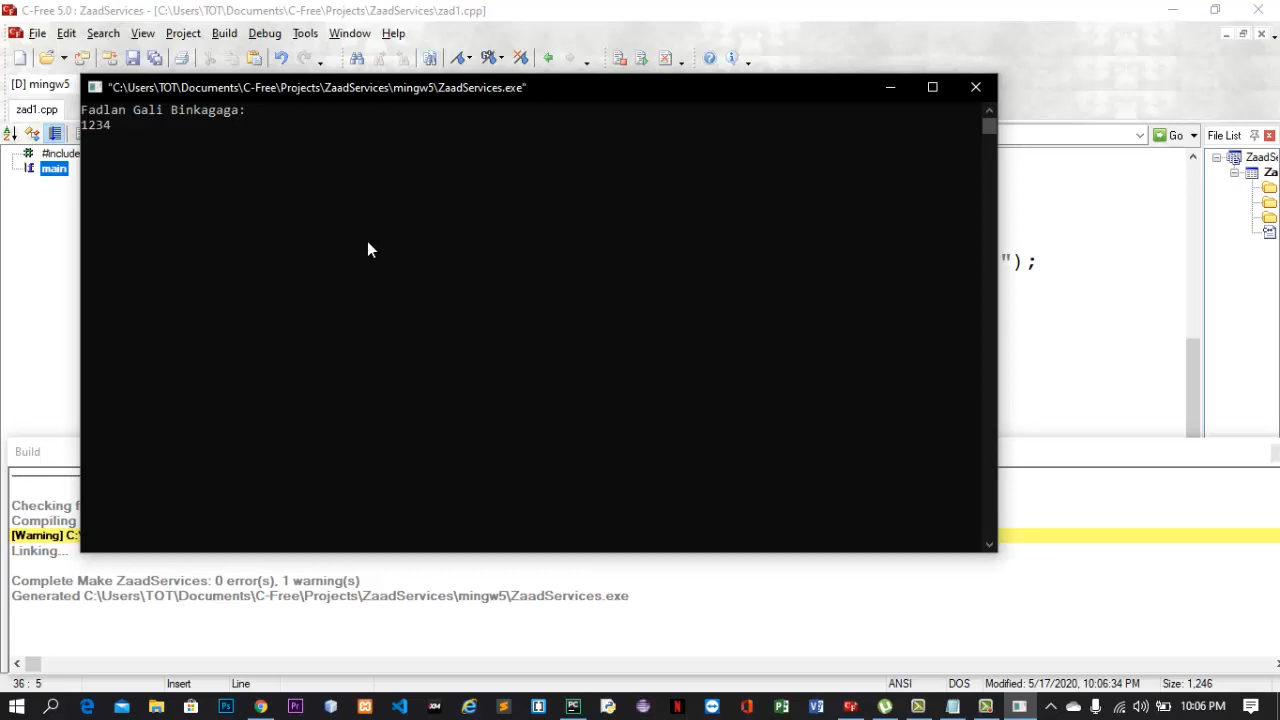 C-Free 5.0 : ZaadServices - [C:\Users\TOT\Documents\C-Free\Projects\ZaadServices\zad1.cpp]
File Edit Search View Project Build Debug Tools Window Help
[D] mingw5
"C:\Users\TOT\Documents\C-Free\Projects\ZaadServices\mingw5\ZaadServices.exe"
zad1.cpp
Fadlan Gali Binkagaga:
1234
Go
File List
#include
main
");
Build
Checking
Compiling
[Warning] C:\
Linking...
Complete Make ZaadServices: 0 error(s), 1 warning(s)
Generated C:\Users\TOT\Documents\C-Free\Projects\ZaadServices\mingw5\ZaadServices.exe
36 : 5 Insert Line ANSI DOS Modified: 5/17/2020, 10:06:34 PM Size: 1,246
10:06 PM